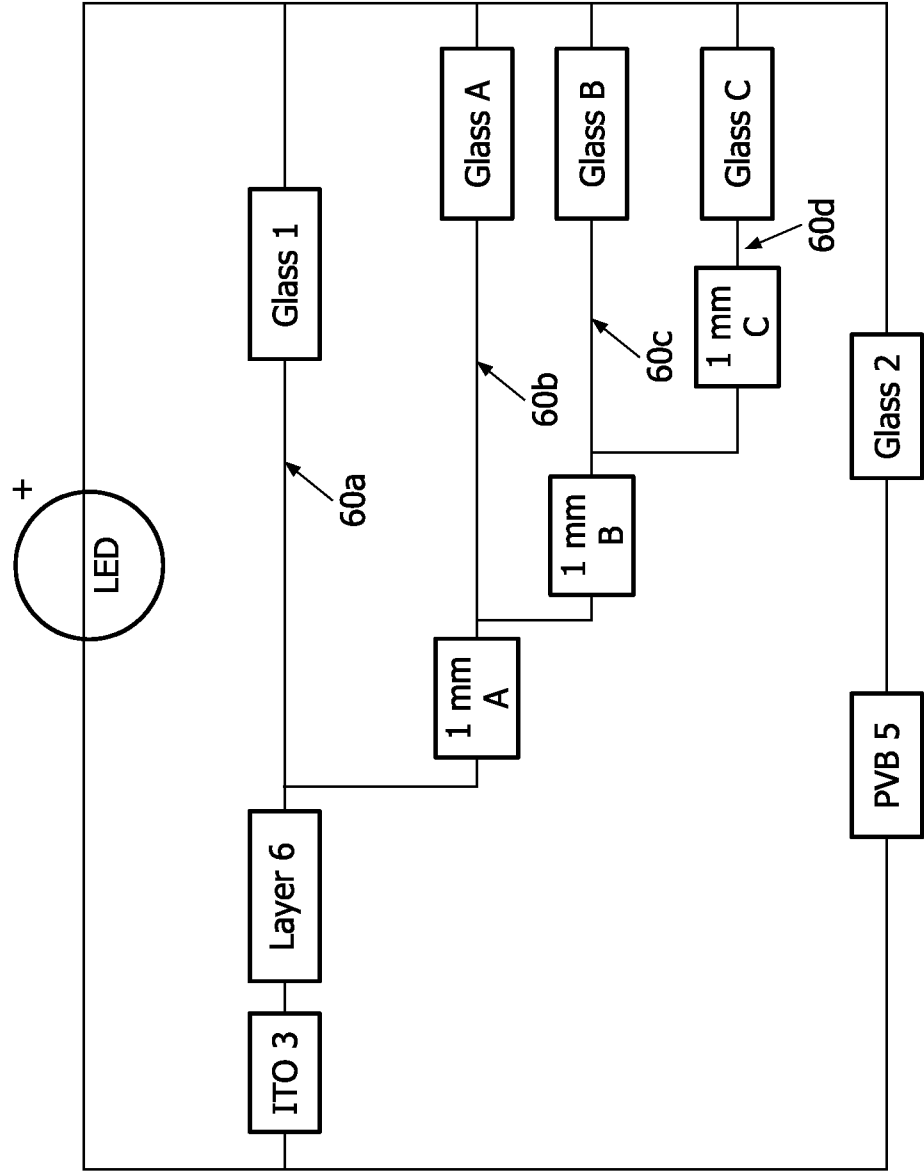 +
LED
Glass 1
60a
Layer 6
ITO 3
Glass A
60b
1 mm
A
Glass B
60c
1 mm
B
Glass C
60d
1 mm
C
Glass 2
PVB 5